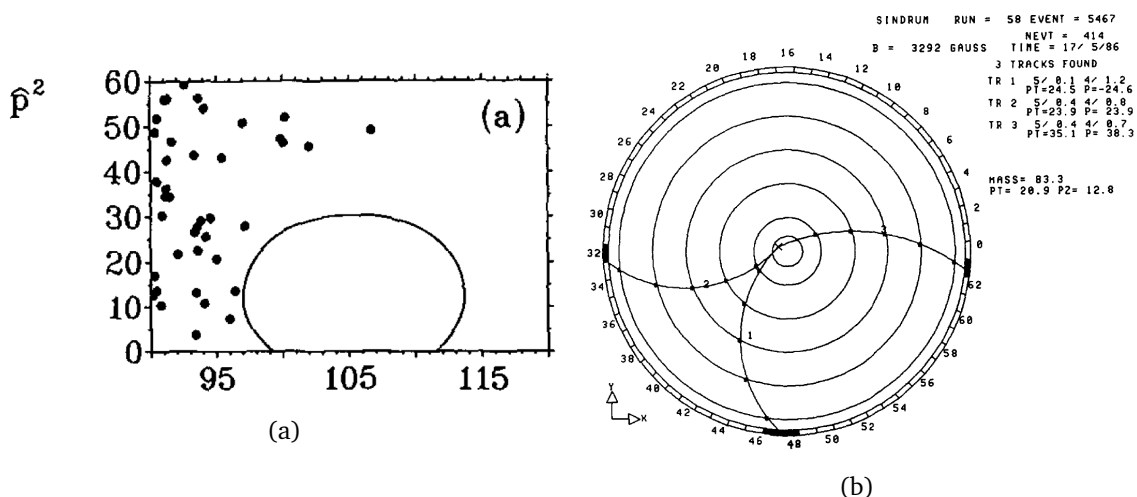 p̂²
60
50
40
30
20
10
0
(a)
95 105 115
(a)
SINDRUM RUN = 58 EVENT = 5467
NEVT = 414
B = 3292 GAUSS TIME = 17/ 5/86
3 TRACKS FOUND
TR 1 5/ 0.1 4/ 1.2
PT=24.5 P=-24.6
TR 2 5/ 0.4 4/ 0.8
PT=23.9 P= 23.9
TR 3 5/ 0.4 4/ 0.7
PT=35.1 P= 38.3
MASS= 83.3
PT= 20.9 PZ= 12.8
16
18 14
20 12
22 10
24 8
26 6
28 4
30 2
32 0
34 62
36 60
38 58
40 56
42 54
44 52
46 48 50
3
2
1
Y
X
(b)